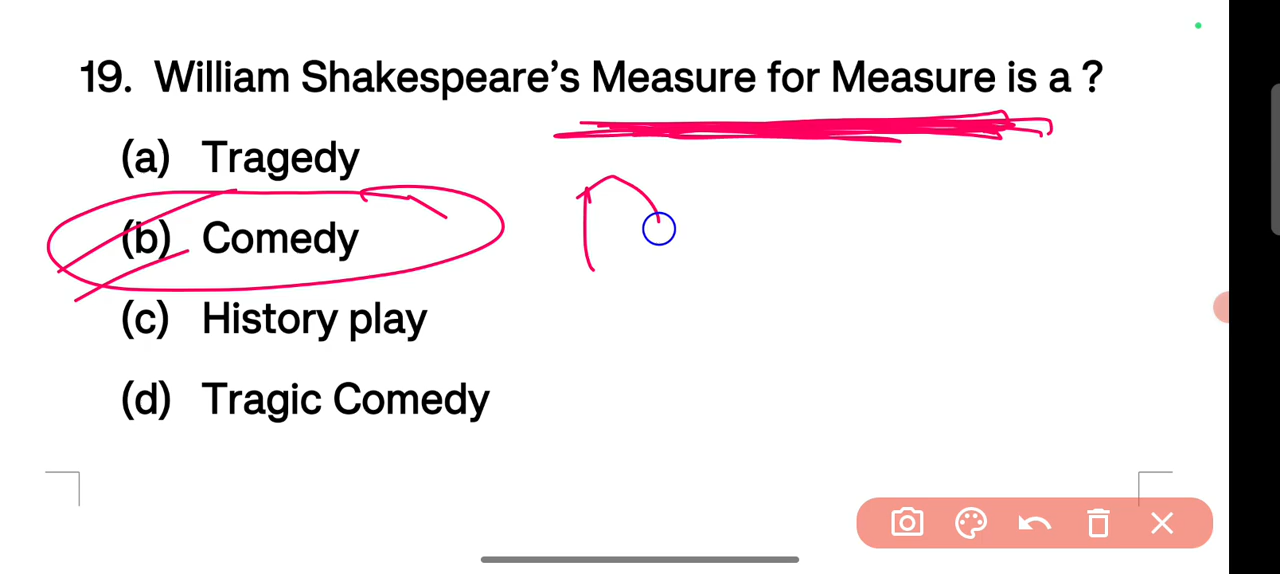 19. William Shakespeare’s Measure for Measure is a ?
(a) Tragedy
(b) Comedy
(c) History play
(d) Tragic Comedy